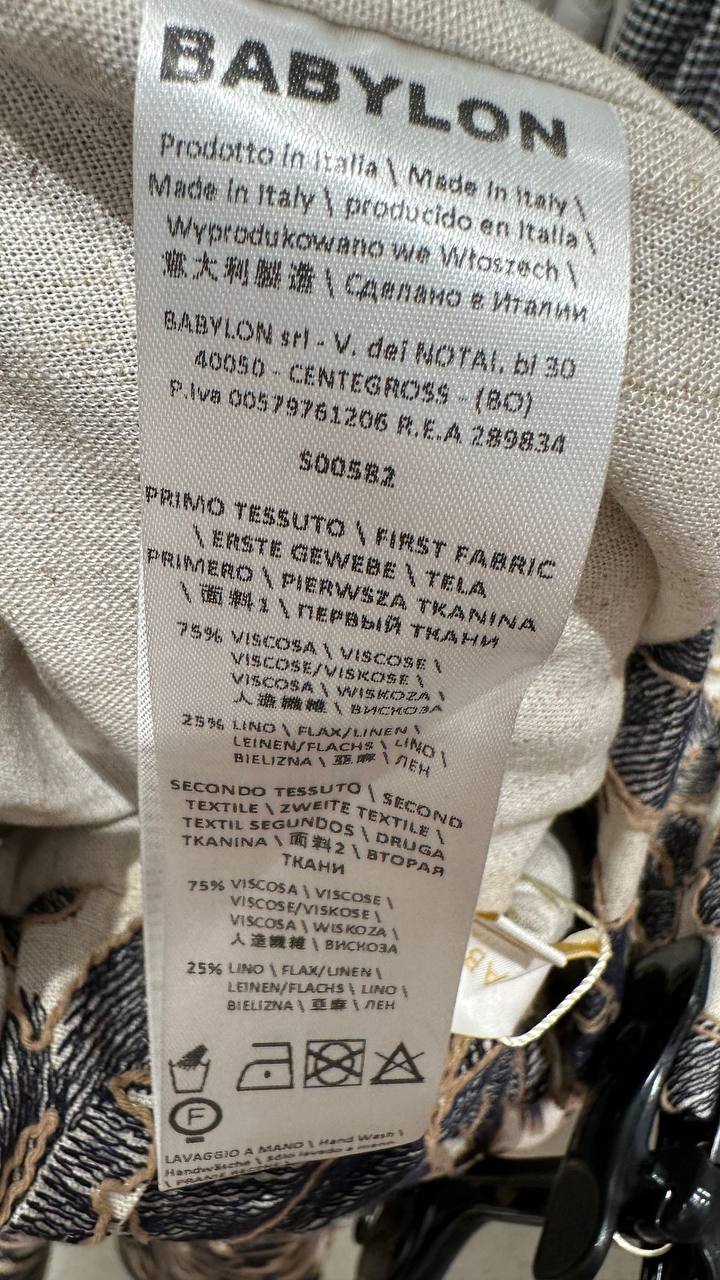 BABYLON
Prodotto in Italia \ Made in Italy \
Made in Italy \ producido en Italia \
Wyprodukowano we Włoszech \
意大利製造 \ Сделано в Италии
BABYLON srl - V. dei NOTAI, bl 30
40050 - CENTEGROSS - (BO)
P.Iva 00579761206 R.E.A 289834
S00582
PRIMO TESSUTO \ FIRST FABRIC
\ ERSTE GEWEBE \ TELA
PRIMERO \ PIERWSZA TKANINA
\ 面料1 \ ПЕРВЫЙ ТКАНИ
75% VISCOSA \ VISCOSE \
VISCOSE/VISKOSE \
VISCOSA \ WISKOZA \
人造纖維 \ ВИСКОЗА
25% LINO \ FLAX/LINEN \
LEINEN/FLACHS \ LINO \
BIELIZNA \ 亞麻 \ ЛЕН
SECONDO TESSUTO \ SECOND
TEXTILE \ ZWEITE TEXTILE \
TEXTIL SEGUNDOS \ DRUGA
TKANINA \ 面料2 \ ВТОРАЯ
ТКАНИ
75% VISCOSA \ VISCOSE \
VISCOSE/VISKOSE \
VISCOSA \ WISKOZA \
人造纖維 \ ВИСКОЗА
25% LINO \ FLAX/LINEN \
LEINEN/FLACHS \ LINO \
BIELIZNA \ 亞麻 \ ЛЕН
F
LAVAGGIO A MANO \ Hand Wash \
Handwäsche \ Sólo lavado a mano